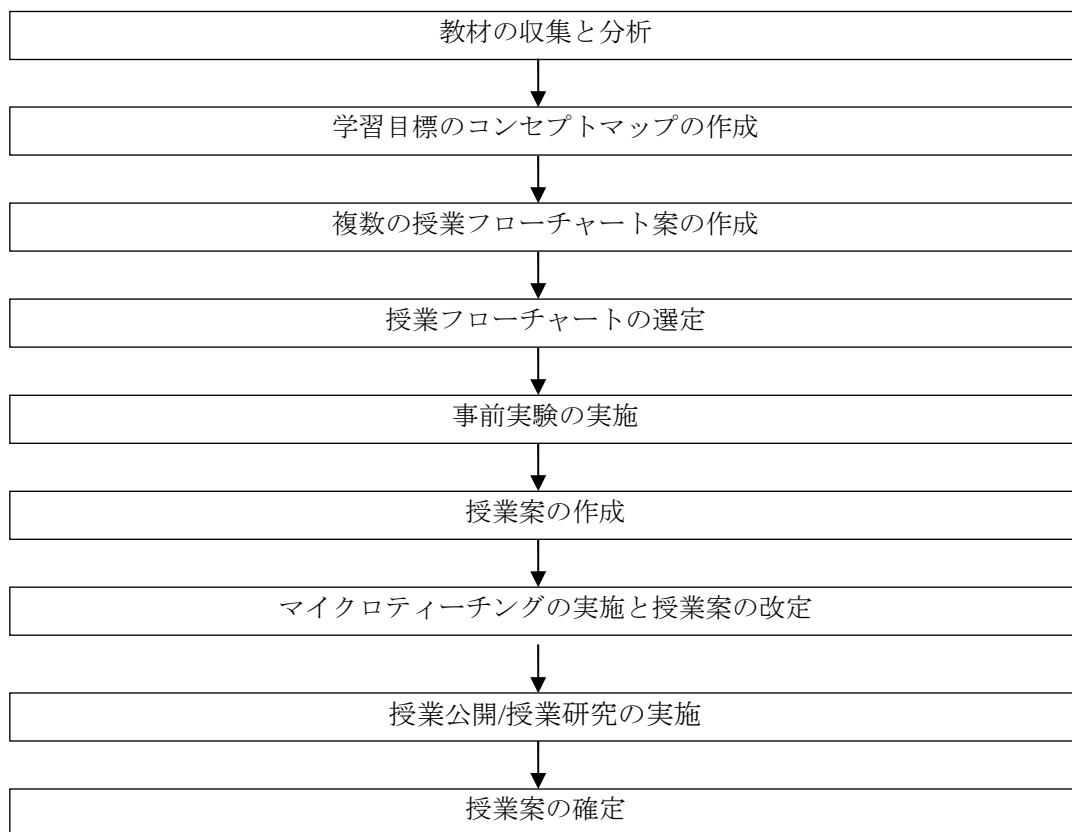 教材の収集と分析
学習目標のコンセプトマップの作成
複数の授業フローチャート案の作成
授業フローチャートの選定
事前実験の実施
授業案の作成
マイクロティーチングの実施と授業案の改定
授業公開/授業研究の実施
授業案の確定